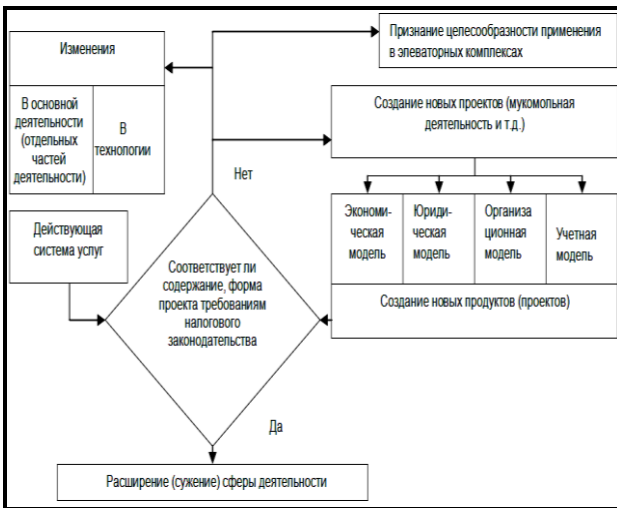 Изменения
В основной
деятельности
(отдельных
частей
деятельности)
В
технологии
Признание целесообразности применения
в элеваторных комплексах
Создание новых проектов (мукомольная
деятельность и т.д.)
Нет
Экономи-
ческая
модель
Юриди-
ческая
модель
Организа
ционная
модель
Учетная
модель
Создание новых продуктов (проектов)
Действующая
система услуг
Соответствует ли
содержание, форма
проекта требованиям
налогового
законодательства
Да
Расширение (сужение) сферы деятельности